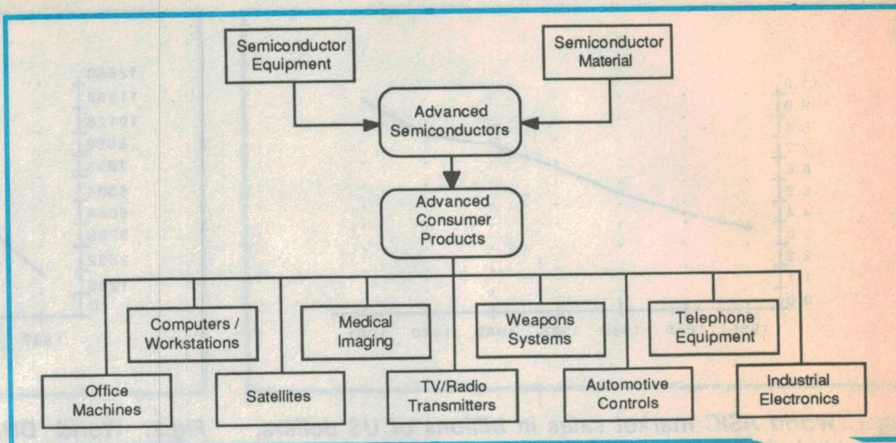 Semiconductor
Equipment
Semiconductor
Material
Advanced
Semiconductors
Advanced
Consumer
Products
Computers /
Workstations
Medical
Imaging
Weapons
Systems
Telephone
Equipment
Office
Machines
Satellites
TV/Radio
Transmitters
Automotive
Controls
Industrial
Electronics